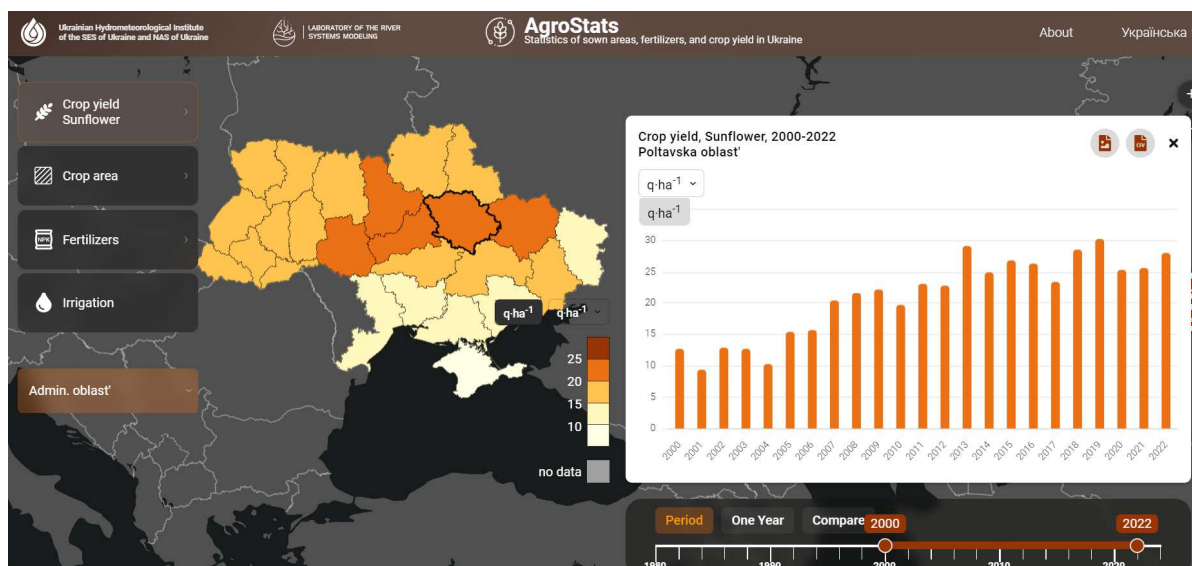 Ukrainian Hydrometeorological Institute
of the SES of Ukraine and NAS of Ukraine
LABORATORY OF THE RIVER
SYSTEMS MODELING
AgroStats
Statistics of sown areas, fertilizers, and crop yield in Ukraine
About
Українська
Crop yield
Sunflower
Crop area
NPK
Fertilizers
Irrigation
Admin. oblast'
q·ha⁻¹
q·ha⁻¹
25
20
15
10
no data
Crop yield, Sunflower, 2000-2022
Poltavska oblast'
CSV
q·ha⁻¹
q·ha⁻¹
30
25
20
15
10
5
0
2000 2001 2002 2003 2004 2005 2006 2007 2008 2009 2010 2011 2012 2013 2014 2015 2016 2017 2018 2019 2020 2021 2022
Period
One Year
Compare
2000
2022
1980 1990 2000 2010 2020